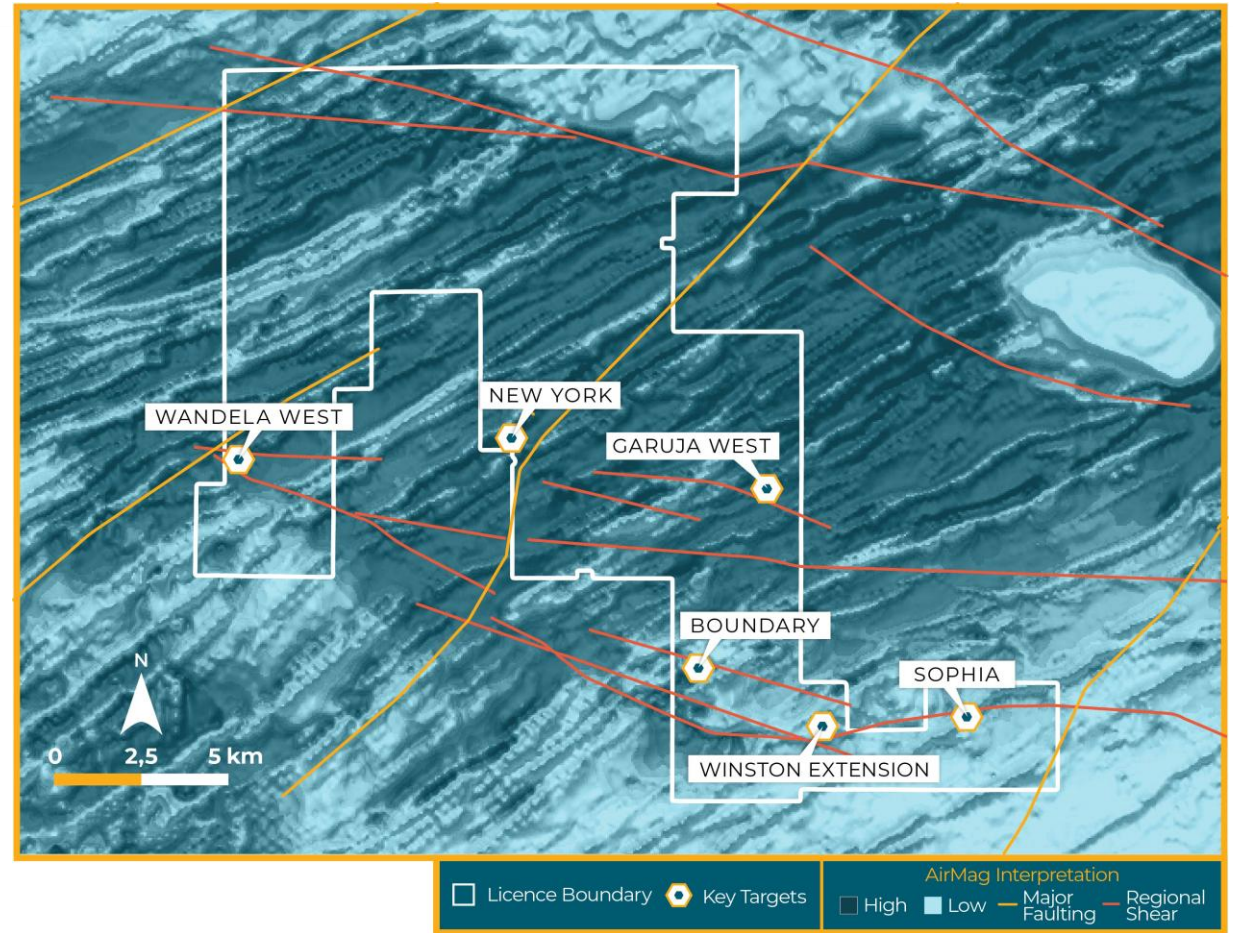 NEW YORK
WANDELA WEST
GARUJA WEST
BOUNDARY
SOPHIA
WINSTON EXTENSION
N
0 2,5 5 km
AirMag Interpretation
Licence Boundary Key Targets High Low Major Faulting Regional Shear